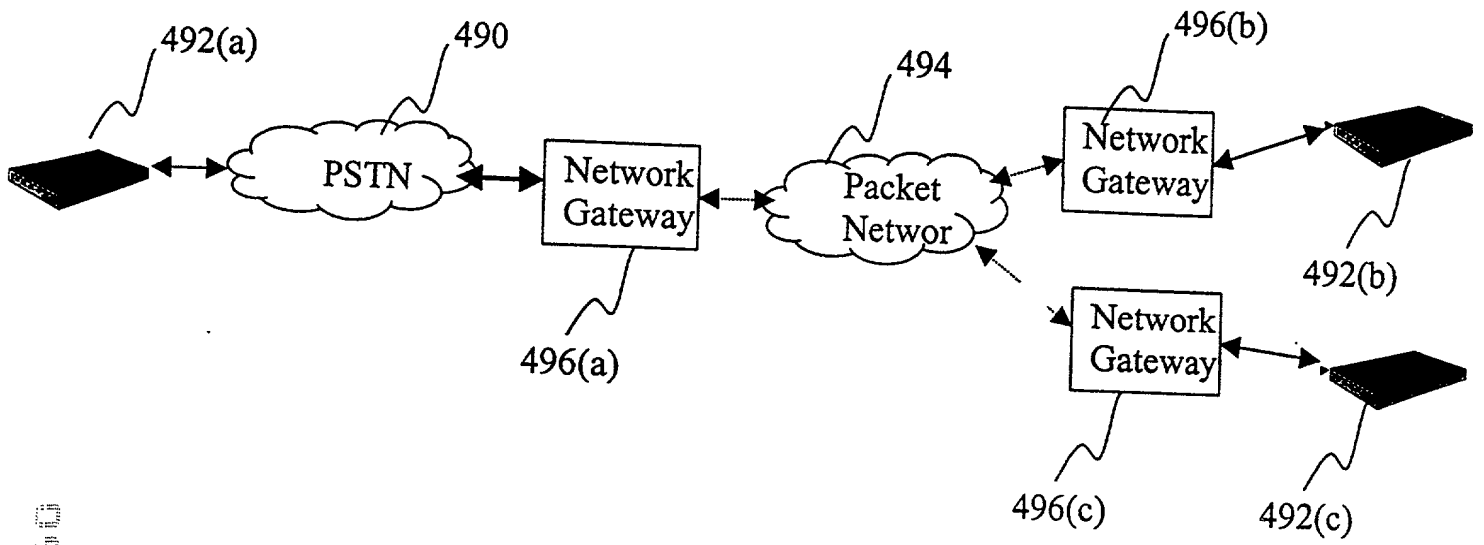 492(a)
490
494
496(b)
PSTN
Network
Gateway
Packet
Networ
Network
Gateway
492(b)
496(a)
Network
Gateway
496(c)
492(c)